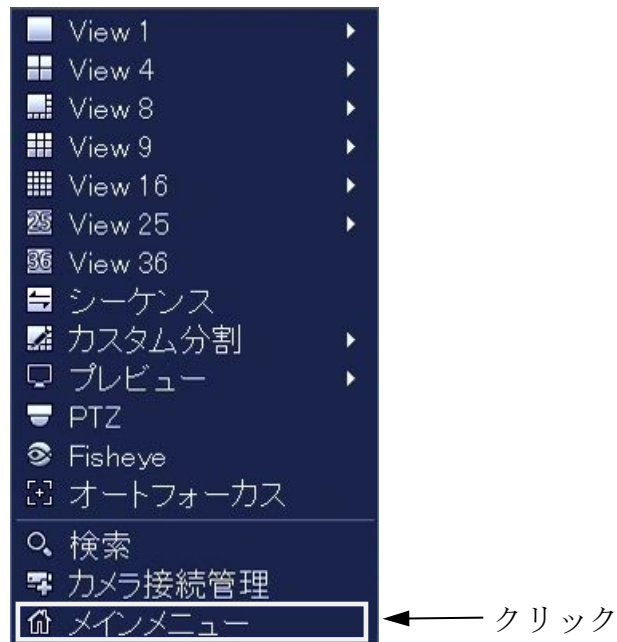 View 1
View 4
View 8
View 9
View 16
25 View 25
36 View 36
シーケンス
カスタム分割
プレビュー
PTZ
Fisheye
オートフォーカス
検索
カメラ接続管理
メインメニュー
クリック